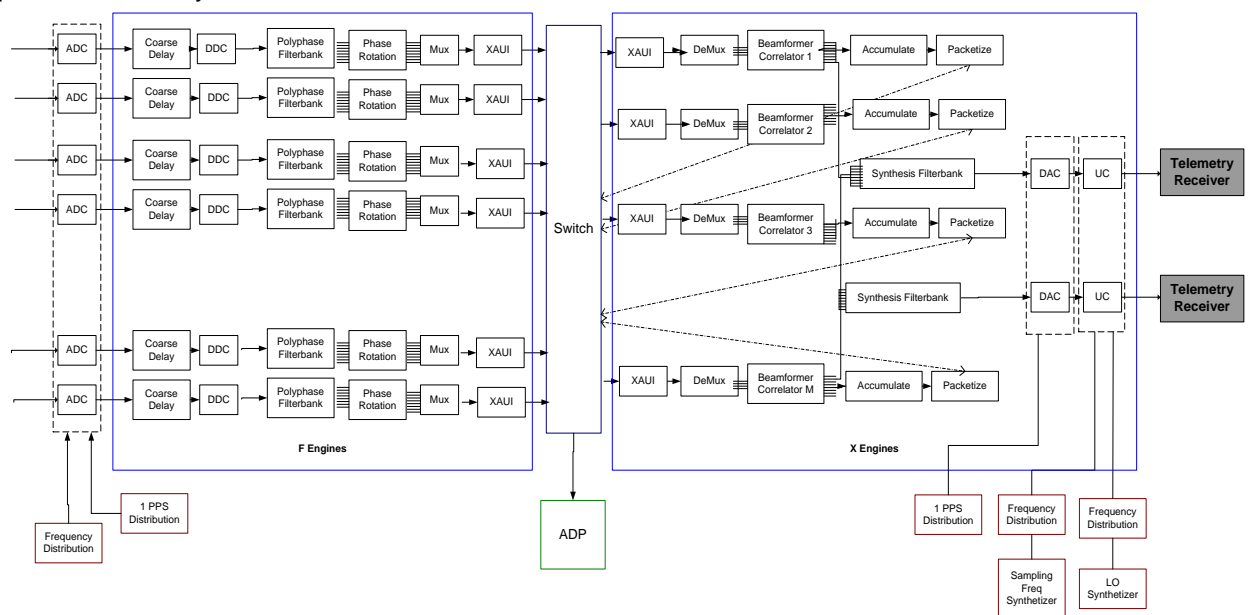 ADC
Coarse
Delay
DDC
Polyphase
Filterbank
Phase
Rotation
Mux
XAUI
ADC
Coarse
Delay
DDC
Polyphase
Filterbank
Phase
Rotation
Mux
XAUI
ADC
Coarse
Delay
DDC
Polyphase
Filterbank
Phase
Rotation
Mux
XAUI
ADC
Coarse
Delay
DDC
Polyphase
Filterbank
Phase
Rotation
Mux
XAUI
ADC
Coarse
Delay
DDC
Polyphase
Filterbank
Phase
Rotation
Mux
XAUI
ADC
Coarse
Delay
DDC
Polyphase
Filterbank
Phase
Rotation
Mux
XAUI
F Engines
1 PPS
Distribution
Frequency
Distribution
Switch
ADP
XAUI
DeMux
Beamformer
Correlator 1
Accumulate
Packetize
XAUI
DeMux
Beamformer
Correlator 2
Accumulate
Packetize
Synthesis Filterbank
DAC
UC
Telemetry
Receiver
XAUI
DeMux
Beamformer
Correlator 3
Accumulate
Packetize
Synthesis Filterbank
DAC
UC
Telemetry
Receiver
XAUI
DeMux
Beamformer
Correlator M
Accumulate
Packetize
X Engines
1 PPS
Distribution
Frequency
Distribution
Frequency
Distribution
Sampling
Freq
Synthetizer
LO
Synthetizer